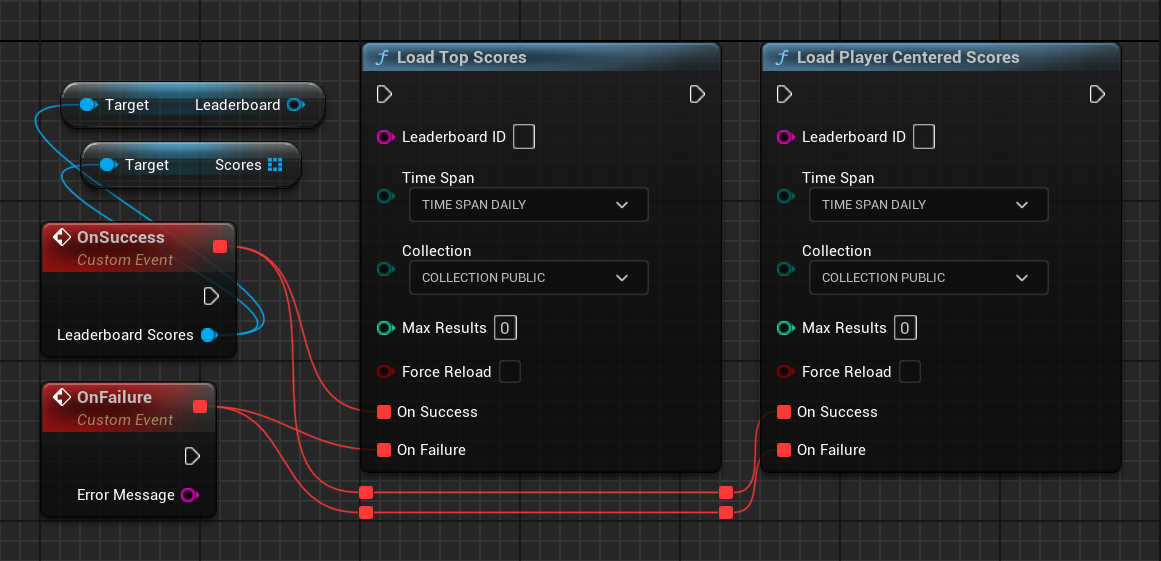 Target Leaderboard
Target Scores
OnSuccess
Custom Event
Leaderboard Scores
OnFailure
Custom Event
Error Message
Load Top Scores
Leaderboard ID
Time Span
TIME SPAN DAILY
Collection
COLLECTION PUBLIC
Max Results 0
Force Reload
On Success
On Failure
Load Player Centered Scores
Leaderboard ID
Time Span
TIME SPAN DAILY
Collection
COLLECTION PUBLIC
Max Results 0
Force Reload
On Success
On Failure